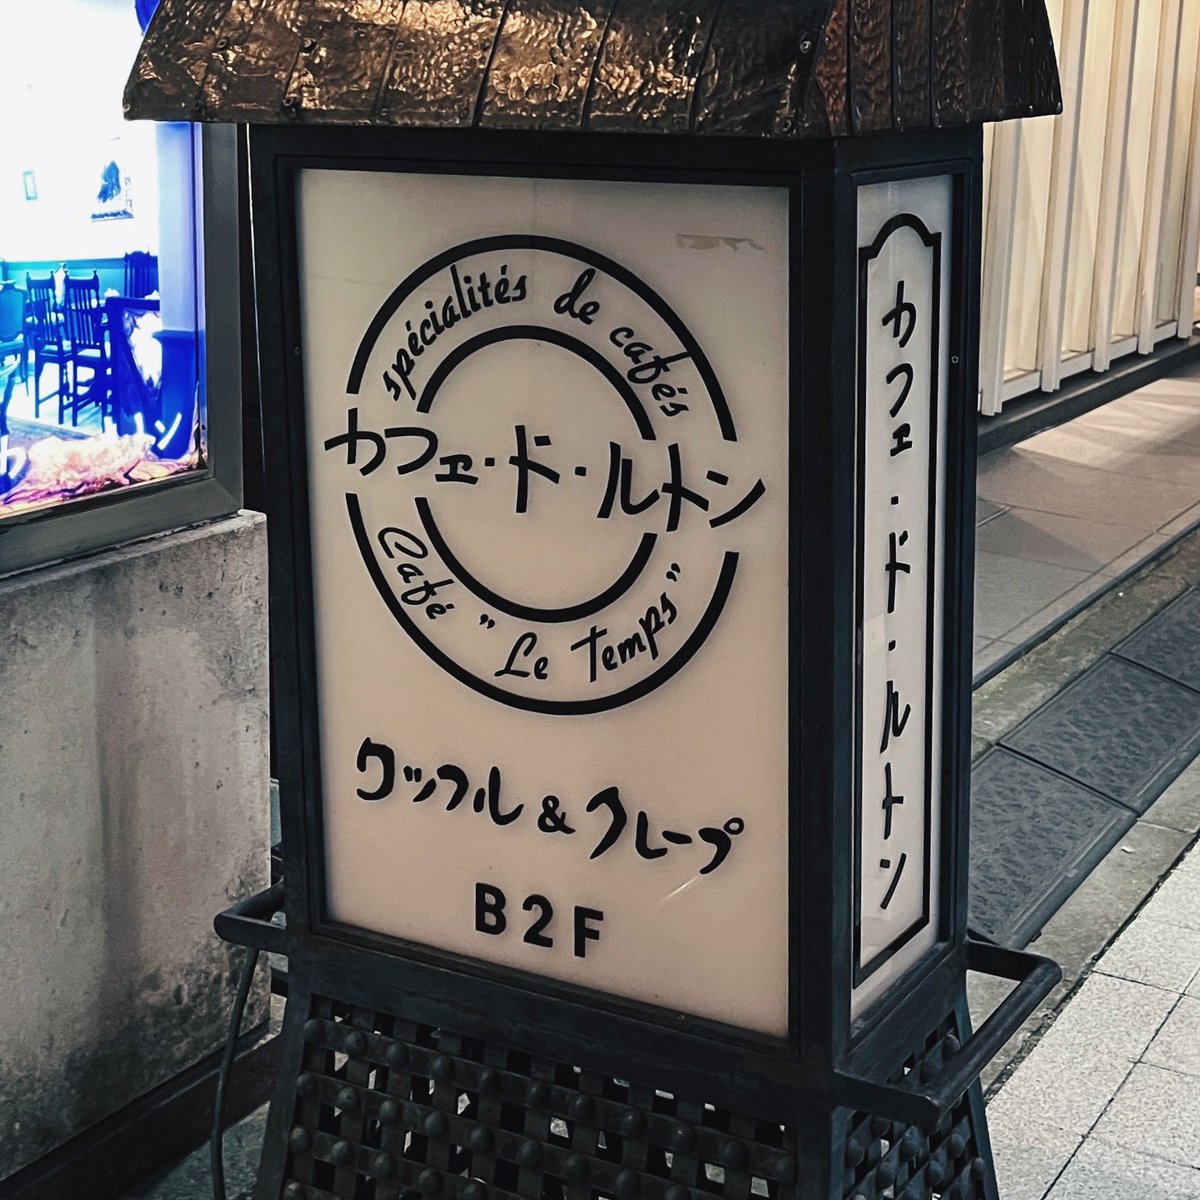 spécialités de cafés
カフェ・ド・ルトン
Café "Le Temps"
ワッフル & クレープ
B2F
カフェ・ド・ルトン